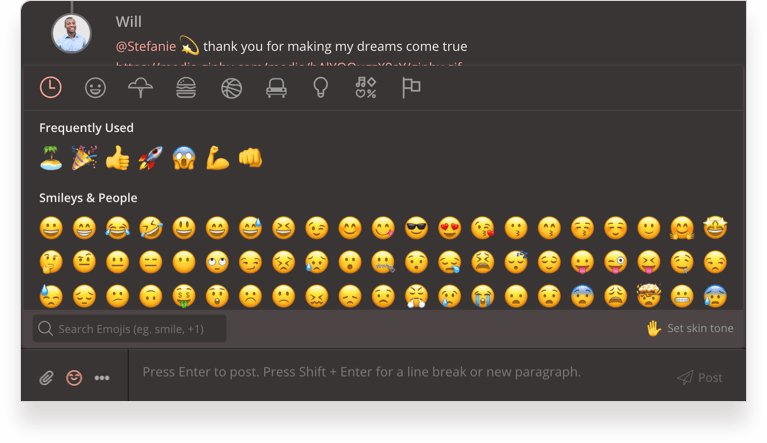 Will
@Stefanie 💫 thank you for making my dreams come true
Frequently Used
Smileys & People
Search Emojis (eg. smile, +1)
Set skin tone
Press Enter to post. Press Shift + Enter for a line break or new paragraph.
Post